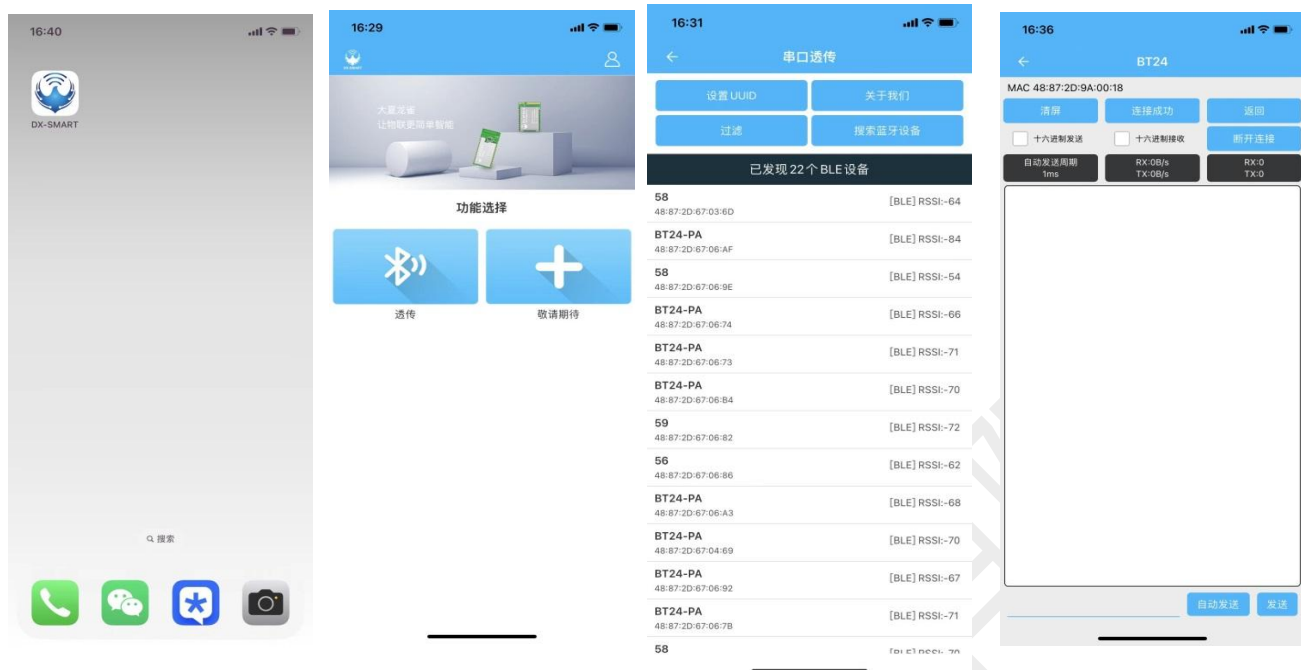 16:40
DX-SMART
搜索
16:29
让物联更简单智能
功能选择
透传
敬请期待
16:31
串口透传
设置 UUID
关于我们
过滤
搜索蓝牙设备
已发现 22 个 BLE 设备
58
[BLE] RSSI:-64
48:87:2D:67:03:6D
BT24-PA
[BLE] RSSI:-84
48:87:2D:67:06:AF
58
[BLE] RSSI:-54
48:87:2D:67:06:9E
BT24-PA
[BLE] RSSI:-66
48:87:2D:67:06:74
BT24-PA
[BLE] RSSI:-71
48:87:2D:67:06:73
BT24-PA
[BLE] RSSI:-70
48:87:2D:67:06:B4
59
[BLE] RSSI:-72
48:87:2D:67:06:82
56
[BLE] RSSI:-62
48:87:2D:67:06:86
BT24-PA
[BLE] RSSI:-68
48:87:2D:67:06:A3
BT24-PA
[BLE] RSSI:-70
48:87:2D:67:04:69
BT24-PA
[BLE] RSSI:-67
48:87:2D:67:06:92
BT24-PA
[BLE] RSSI:-71
48:87:2D:67:06:7B
58
[BLE] RSSI:-70
16:36
BT24
MAC 48:87:2D:9A:00:18
清屏
连接成功
返回
十六进制发送
十六进制接收
断开连接
自动发送周期
1ms
RX:0B/s
TX:0B/s
RX:0
TX:0
自动发送
发送